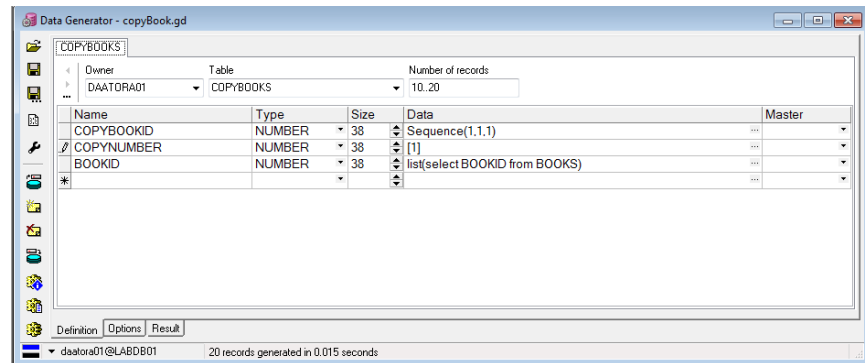 Data Generator - copyBook.gd
COPYBOOKS
Owner Table Number of records
DAATORA01 COPYBOOKS 10..20
Name Type Size Data Master
COPYBOOKID NUMBER 38 Sequence(1,1,1) ...
COPYNUMBER NUMBER 38 [1] ...
BOOKID NUMBER 38 list(select BOOKID from BOOKS) ...
* ...
Definition Options Result
daatora01@LABDB01 20 records generated in 0.015 seconds